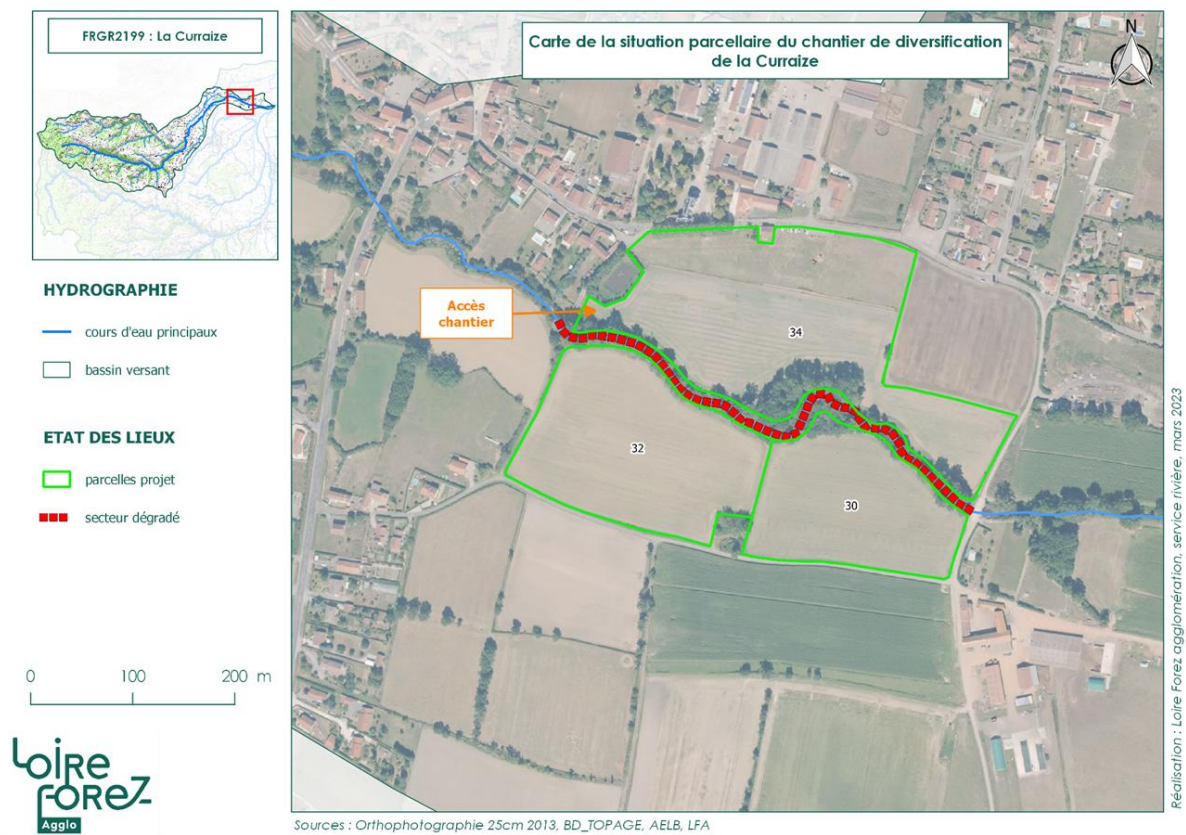 FRGR2199 : La Curraize
Carte de la situation parcellaire du chantier de diversification
de la Curraize
N
HYDROGRAPHIE
cours d'eau principaux
bassin versant
ETAT DES LIEUX
parcelles projet
secteur dégradé
Accès
chantier
34
32
30
0 100 200 m
Loire
Forez
Agglo
Sources : Orthophotographie 25cm 2013, BD_TOPAGE, AELB, LFA
Réalisation : Loire Forez agglomération, service rivière, mars 2023